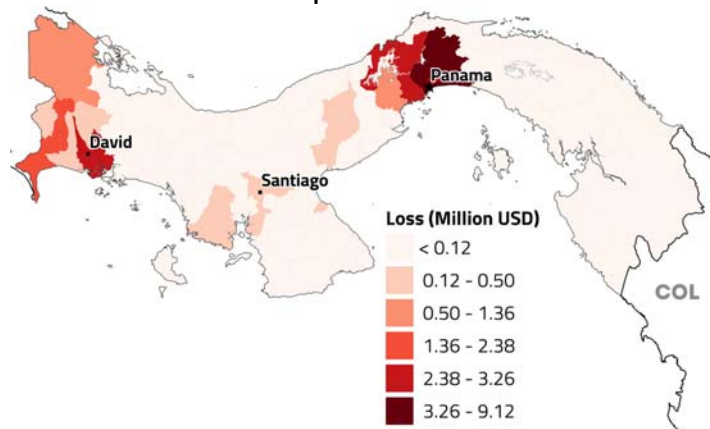 Panama
David
Santiago
Loss (Million USD)
< 0.12
0.12 - 0.50
0.50 - 1.36
1.36 - 2.38
2.38 - 3.26
3.26 - 9.12
COL